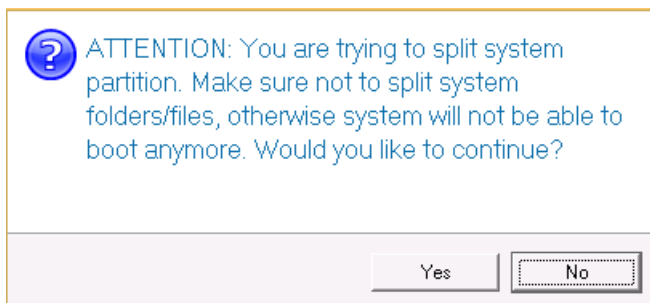 ATTENTION: You are trying to split system
partition. Make sure not to split system
folders/files, otherwise system will not be able to
boot anymore. Would you like to continue?
Yes
No